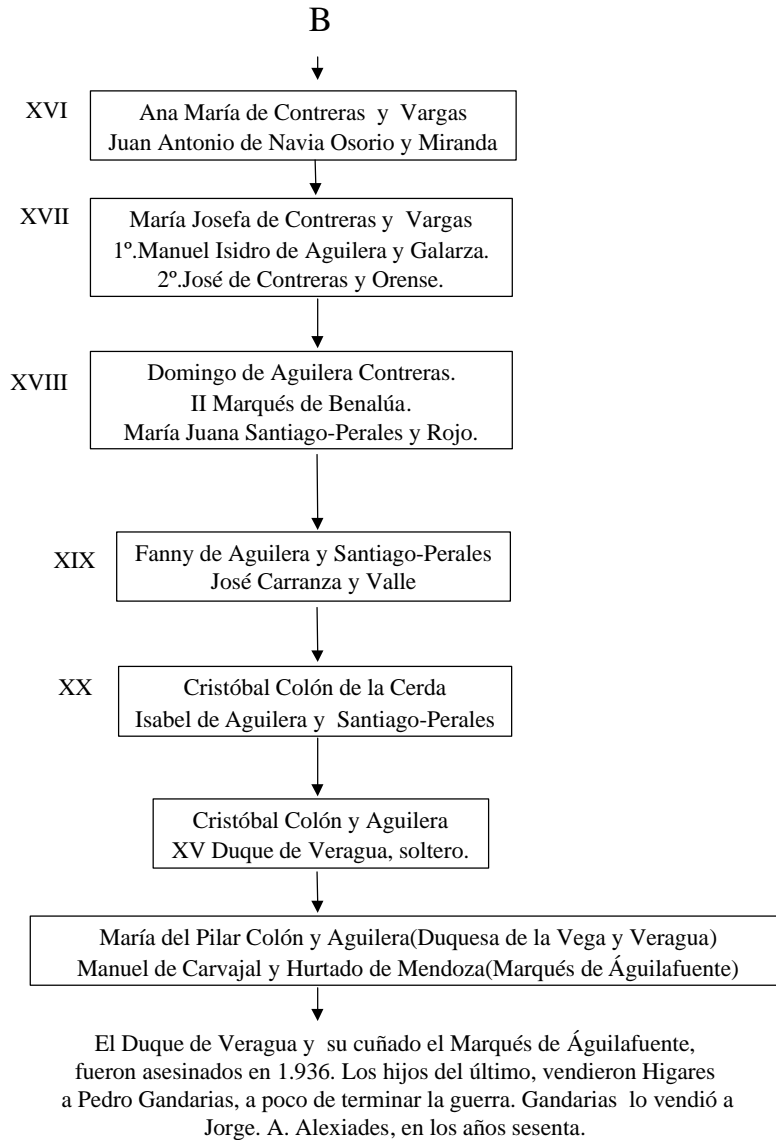 B
XVI
Ana María de Contreras y Vargas
Juan Antonio de Navia Osorio y Miranda
XVII
María Josefa de Contreras y Vargas
1º.Manuel Isidro de Aguilera y Galarza.
2º.José de Contreras y Orense.
XVIII
Domingo de Aguilera Contreras.
II Marqués de Benalúa.
María Juana Santiago-Perales y Rojo.
XIX
Fanny de Aguilera y Santiago-Perales
José Carranza y Valle
XX
Cristóbal Colón de la Cerda
Isabel de Aguilera y Santiago-Perales
Cristóbal Colón y Aguilera
XV Duque de Veragua, soltero.
María del Pilar Colón y Aguilera(Duquesa de la Vega y Veragua)
Manuel de Carvajal y Hurtado de Mendoza(Marqués de Águilafuente)
El Duque de Veragua y su cuñado el Marqués de Águilafuente,
fueron asesinados en 1.936. Los hijos del último, vendieron Higares
a Pedro Gandarias, a poco de terminar la guerra. Gandarias lo vendió a
Jorge. A. Alexiades, en los años sesenta.